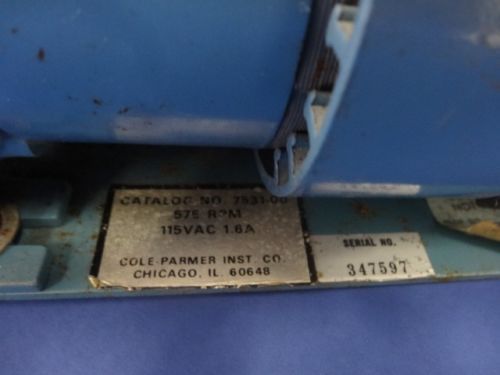 CATALOG NO. 7531-00
575 RPM
115VAC 1.6A
COLE-PARMER INST. CO.
CHICAGO, IL 60648
SERIAL NO.
347597